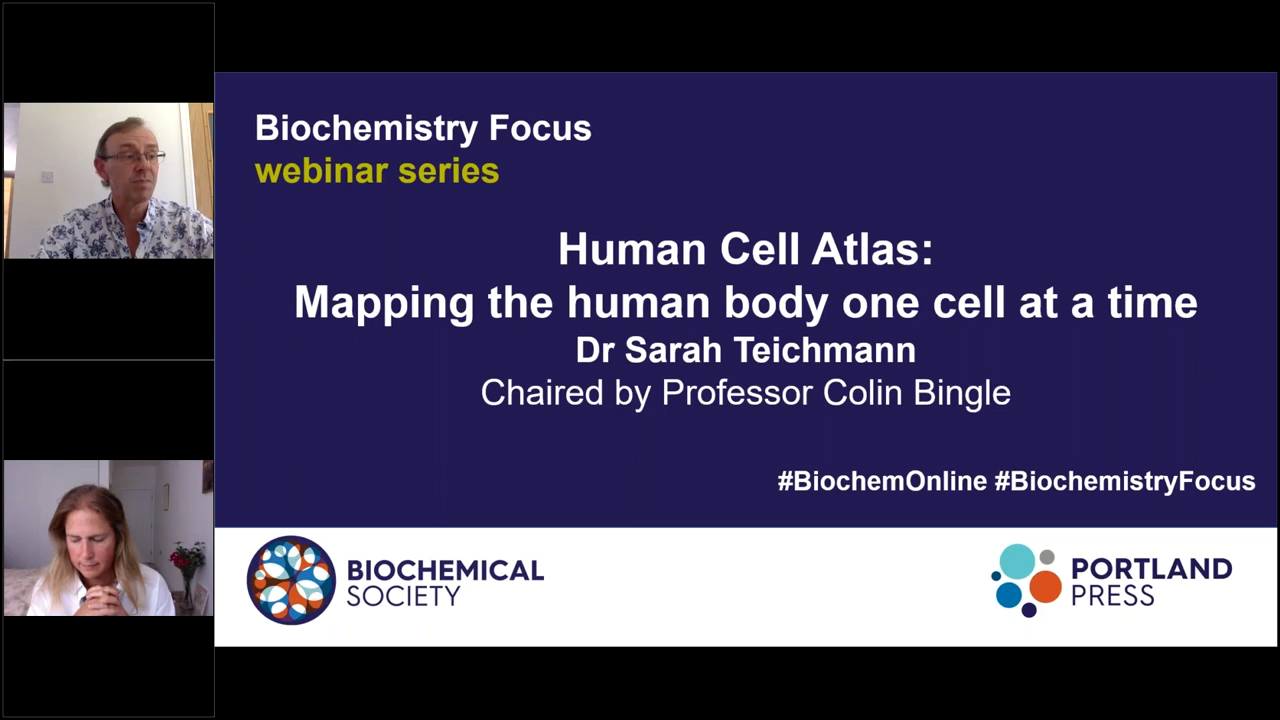 Biochemistry Focus
webinar series
Human Cell Atlas:
Mapping the human body one cell at a time
Dr Sarah Teichmann
Chaired by Professor Colin Bingle
#BiochemOnline #BiochemistryFocus
BIOCHEMICAL
SOCIETY
PORTLAND
PRESS